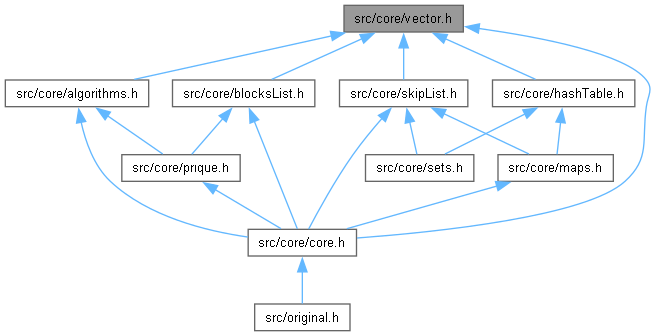 src/core/vector.h
src/core/algorithms.h
src/core/blocksList.h
src/core/skipList.h
src/core/hashTable.h
src/core/prique.h
src/core/sets.h
src/core/maps.h
src/core/core.h
src/original.h